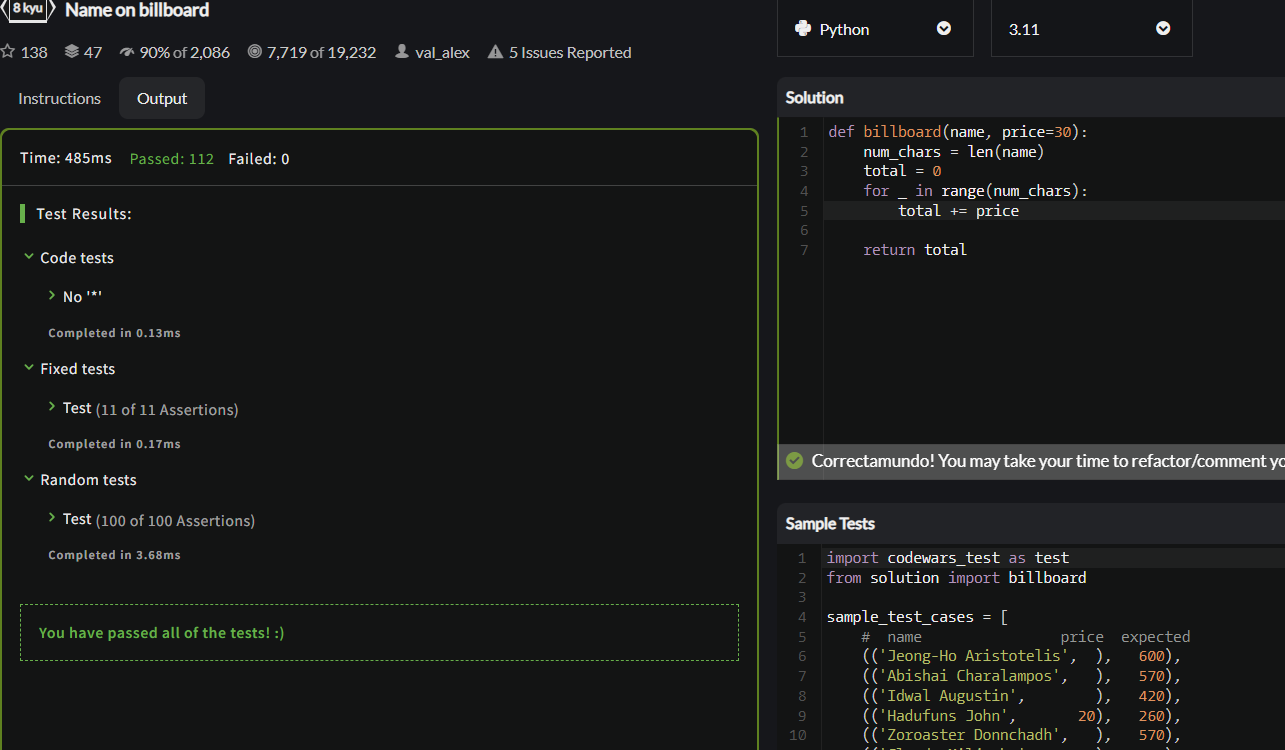 8 kyu Name on billboard
138 47 90% of 2,086 7,719 of 19,232 val_alex 5 Issues Reported
Instructions Output
Time: 485ms Passed: 112 Failed: 0
Test Results:
Code tests
No '*'
Completed in 0.13ms
Fixed tests
Test (11 of 11 Assertions)
Completed in 0.17ms
Random tests
Test (100 of 100 Assertions)
Completed in 3.68ms
You have passed all of the tests! :)
Python 3.11
Solution
1 def billboard(name, price=30):
2 num_chars = len(name)
3 total = 0
4 for _ in range(num_chars):
5 total += price
6
7 return total
Correctamundo! You may take your time to refactor/comment yo
Sample Tests
1 import codewars_test as test
2 from solution import billboard
3
4 sample_test_cases = [
5 # name price expected
6 (('Jeong-Ho Aristotelis', ), 600),
7 (('Abishai Charalampos', ), 570),
8 (('Idwal Augustin', ), 420),
9 (('Hadufuns John', 20), 260),
10 (('Zoroaster Donnchadh', ), 570),